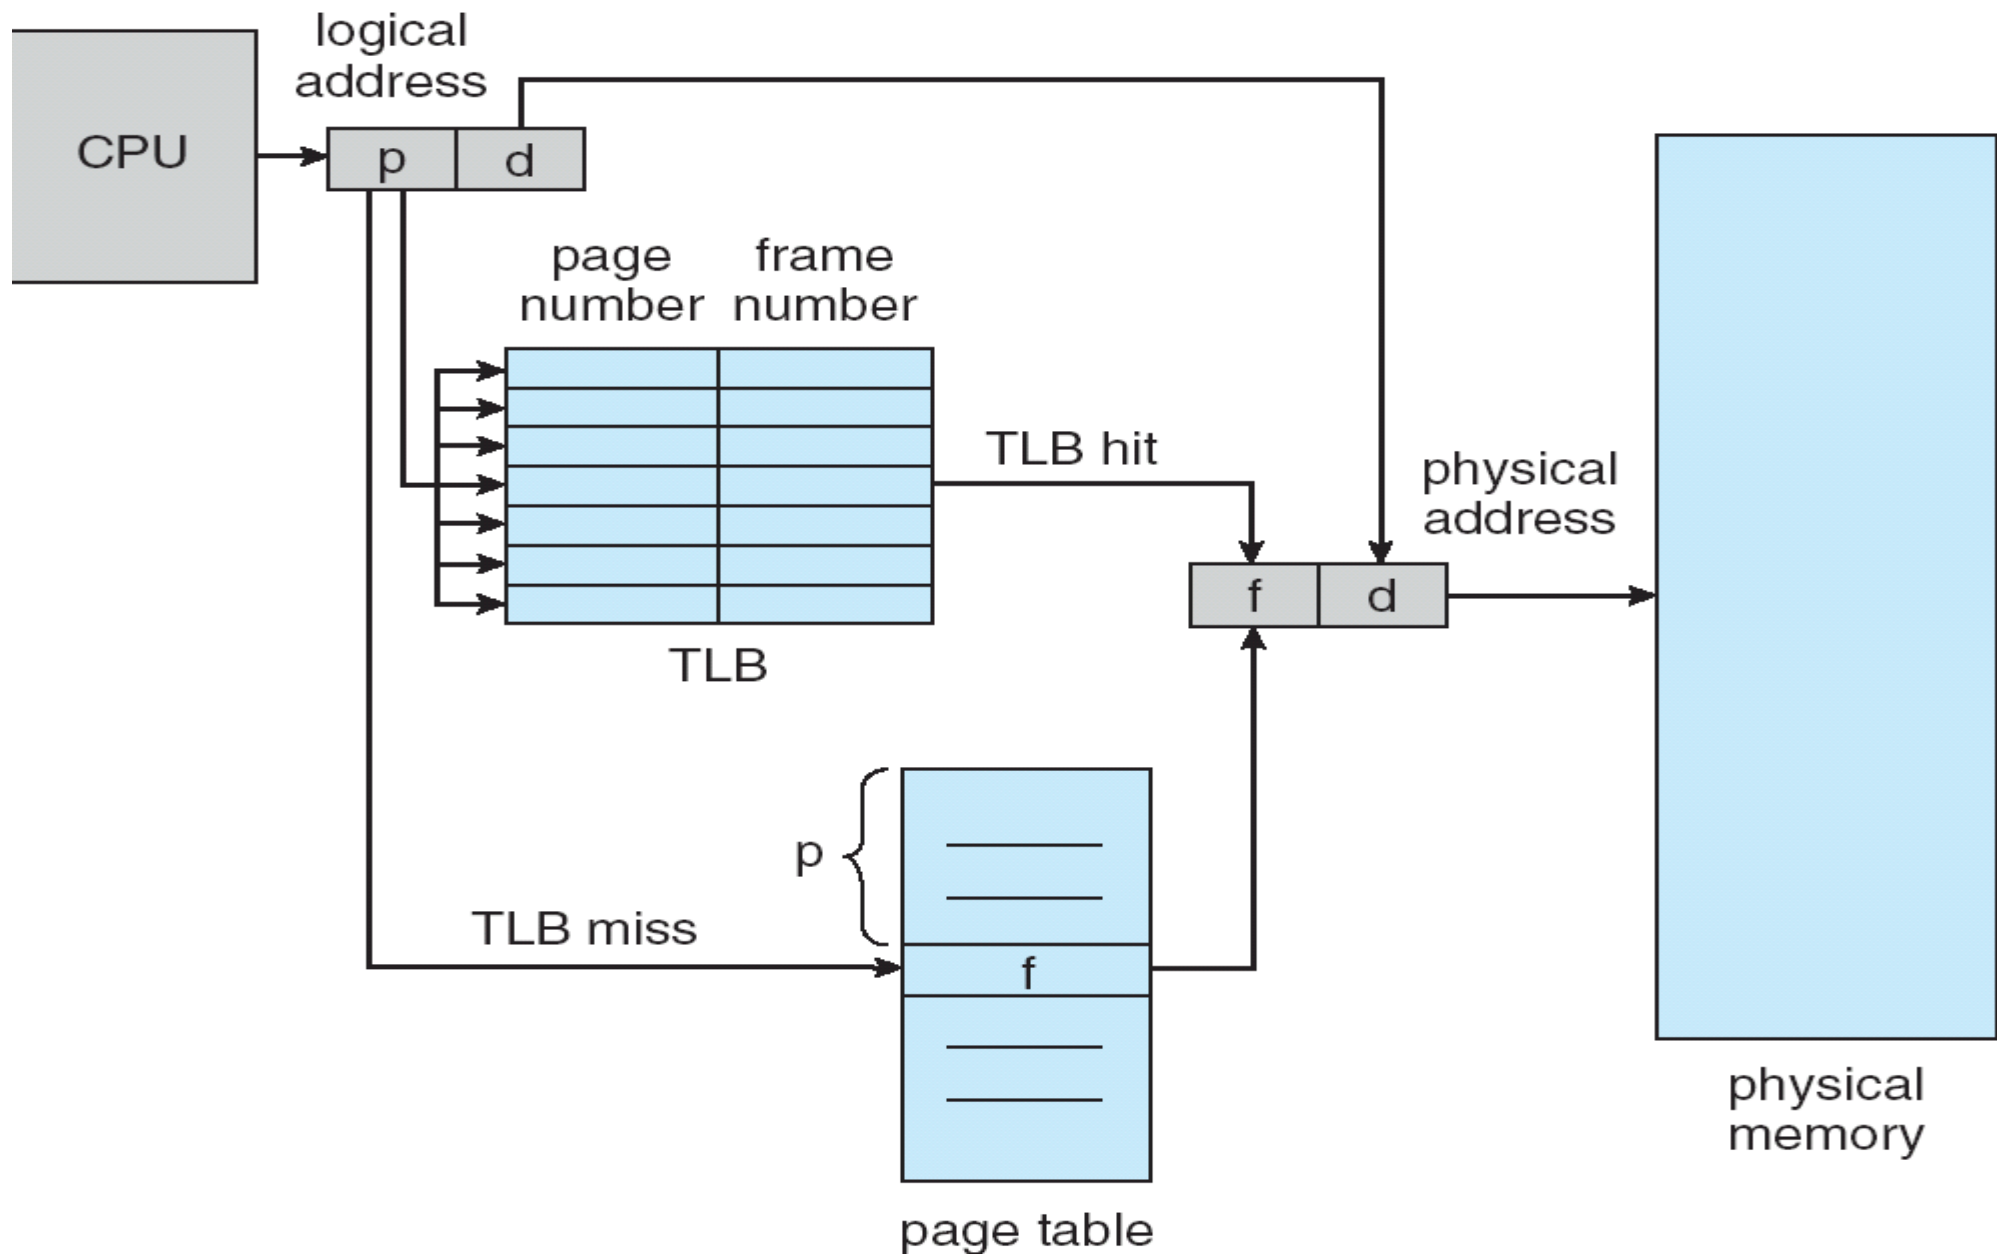 logical
address
CPU
p
d
page
number
frame
number
TLB hit
physical
address
f
d
TLB
p
TLB miss
f
physical
memory
page table